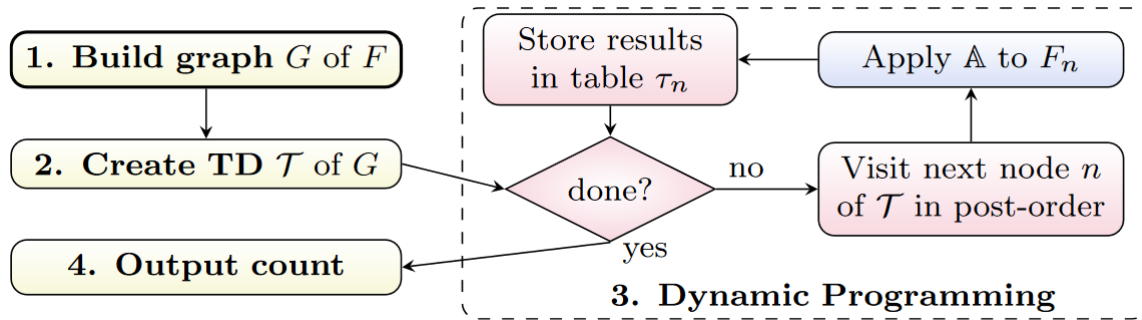 1. Build graph G of F
2. Create TD 𝒯 of G
4. Output count
Store results
in table τₙ
Apply 𝔸 to Fₙ
done?
no
yes
Visit next node n
of 𝒯 in post-order
3. Dynamic Programming